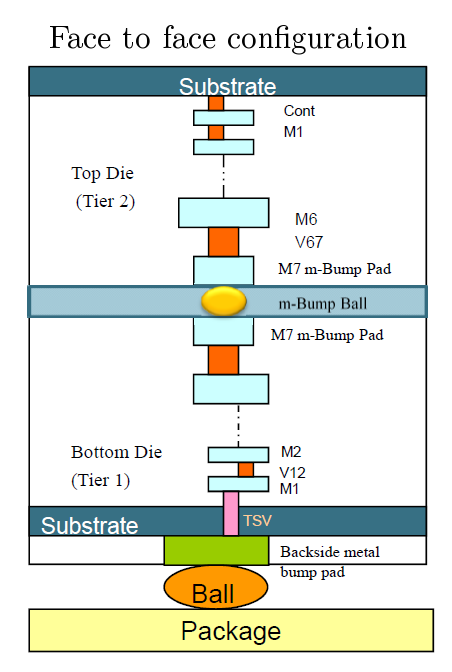 Face to face configuration
Substrate
Cont
M1
Top Die
(Tier 2)
M6
V67
M7 m-Bump Pad
m-Bump Ball
M7 m-Bump Pad
Bottom Die
(Tier 1)
M2
V12
M1
Substrate
TSV
Backside metal
bump pad
Ball
Package